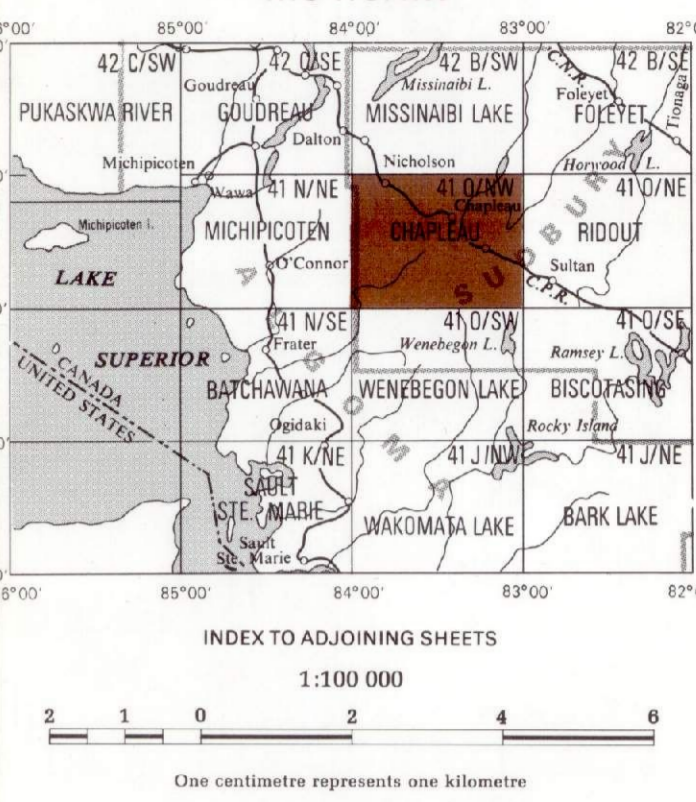 85°00′ 84°00′ 83°00′
42 C/SW 42 C/SE 42 B/SW 42 B/SE
C.N.R.
Goudreau Missinaibi L. Foleyet
PUKASKWA RIVER GOUDREAU MISSINAIBI LAKE FOLEYET
Tionaga
Dalton
Michipicoten Nicholson Horwood L.
Wawa 41 N/NE 41 O/NW 41 O/NE
Chapleau
Michipicoten I. MICHIPICOTEN CHAPLEAU RIDOUT
SUDBURY
LAKE O'Connor Sultan
C.P.R.
ALGOMA
41 N/SE 41 O/SW 41 O/SE
SUPERIOR Frater Wenebegon L. Ramsey L.
CANADA
UNITED STATES
BATCHAWANA WENEBEGON LAKE BISCOTASING
Ogidaki Rocky Island
41 K/NE 41 J/NW 41 J/NE
SAULT
STE. MARIE WAKOMATA LAKE BARK LAKE
Sault
Ste. Marie
85°00′ 84°00′ 83°00′
INDEX TO ADJOINING SHEETS
1:100 000
2 1 0 2 4 6
One centimetre represents one kilometre